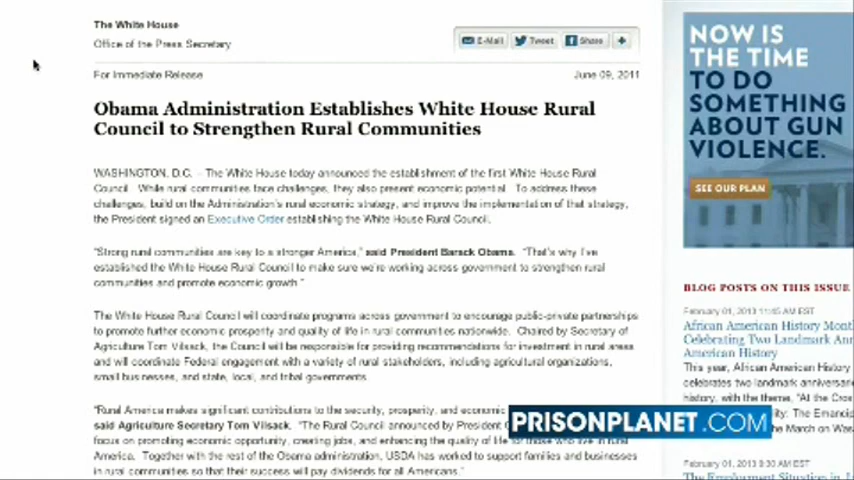 The White House
Office of the Press Secretary
E-Mail Tweet Share +
For Immediate Release June 09, 2011
Obama Administration Establishes White House Rural
Council to Strengthen Rural Communities
WASHINGTON, D.C. – The White House today announced the establishment of the first White House Rural
Council. While rural communities face challenges, they also present economic potential. To address these
challenges, build on the Administration's rural economic strategy, and improve the implementation of that strategy,
the President signed an Executive Order establishing the White House Rural Council.
"Strong rural communities are key to a stronger America," said President Barack Obama. "That's why I've
established the White House Rural Council to make sure we're working across government to strengthen rural
communities and promote economic growth."
The White House Rural Council will coordinate programs across government to encourage public-private partnerships
to promote further economic prosperity and quality of life in rural communities nationwide. Chaired by Secretary of
Agriculture Tom Vilsack, the Council will be responsible for providing recommendations for investment in rural areas
and will coordinate Federal engagement with a variety of rural stakeholders, including agricultural organizations,
small businesses, and state, local, and tribal governments.
"Rural America makes significant contributions to the security, prosperity, and economic
said Agriculture Secretary Tom Vilsack. "The Rural Council announced by President
focus on promoting economic opportunity, creating jobs, and enhancing the quality of life for those who live in rural
America. Together with the rest of the Obama administration, USDA has worked to support families and businesses
in rural communities so that their success will pay dividends for all Americans."
NOW IS
THE TIME
TO DO
SOMETHING
ABOUT GUN
VIOLENCE.
SEE OUR PLAN
BLOG POSTS ON THIS ISSUE
February 01, 2013 11:45 AM EST
African American History Month
Celebrating Two Landmark
American History
This year, African American History
celebrates two landmark
history, with the theme, "At the
the March on
February 01, 2013 9:30 AM EST
The Employment Situation in
PRISONPLANET.COM